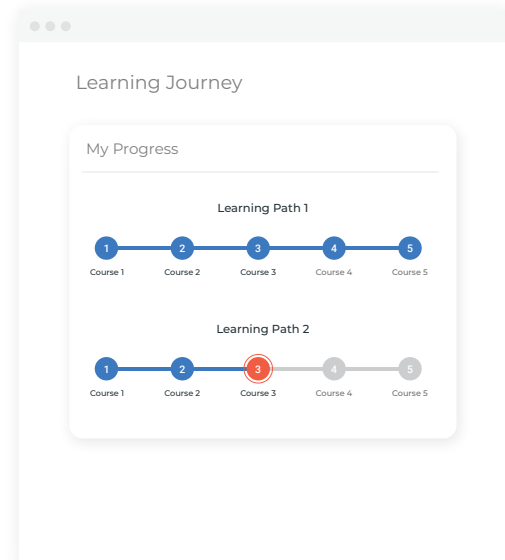 Learning Journey
My Progress
Learning Path 1
1 2 3 4 5
Course 1 Course 2 Course 3 Course 4 Course 5
Learning Path 2
1 2 3 4 5
Course 1 Course 2 Course 3 Course 4 Course 5